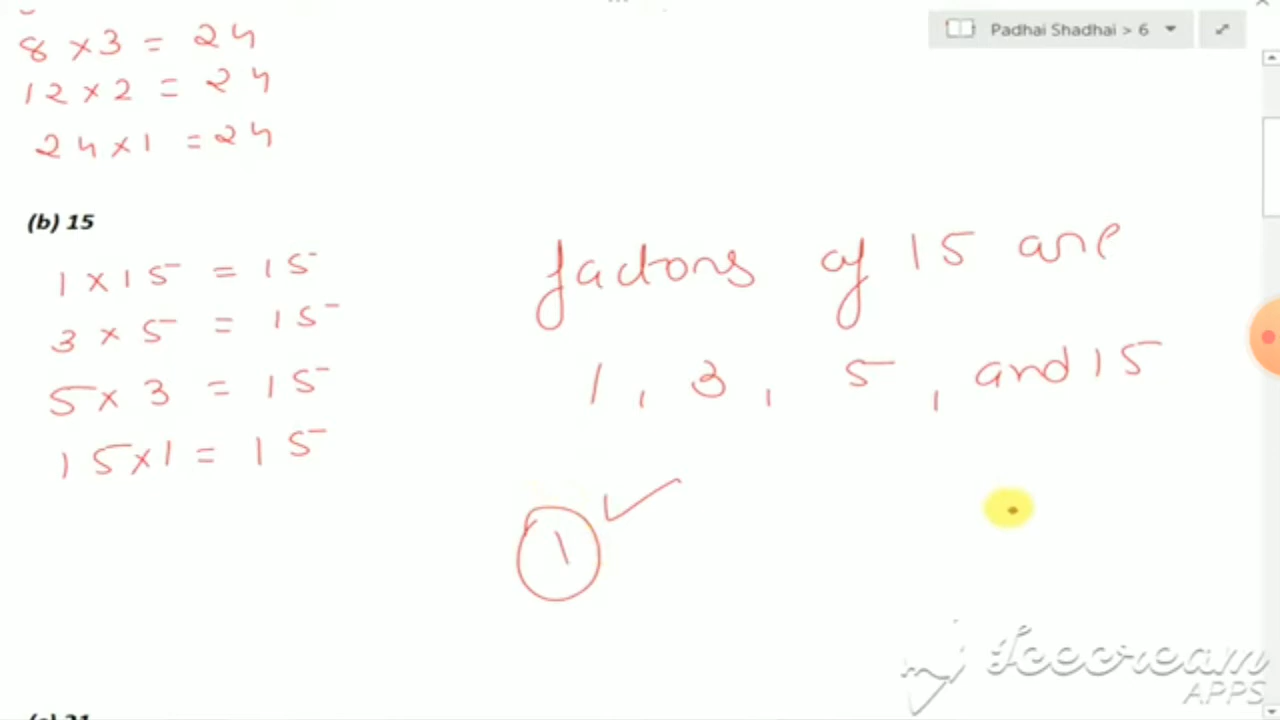 Padhai Shadhai > 6
8 × 3 = 24
12 × 2 = 24
24 × 1 = 24
(b) 15
1 × 15 = 15
3 × 5 = 15
5 × 3 = 15
15 × 1 = 15
factors of 15 are
1, 3, 5, and 15
1 ✓
Icecream
APPS